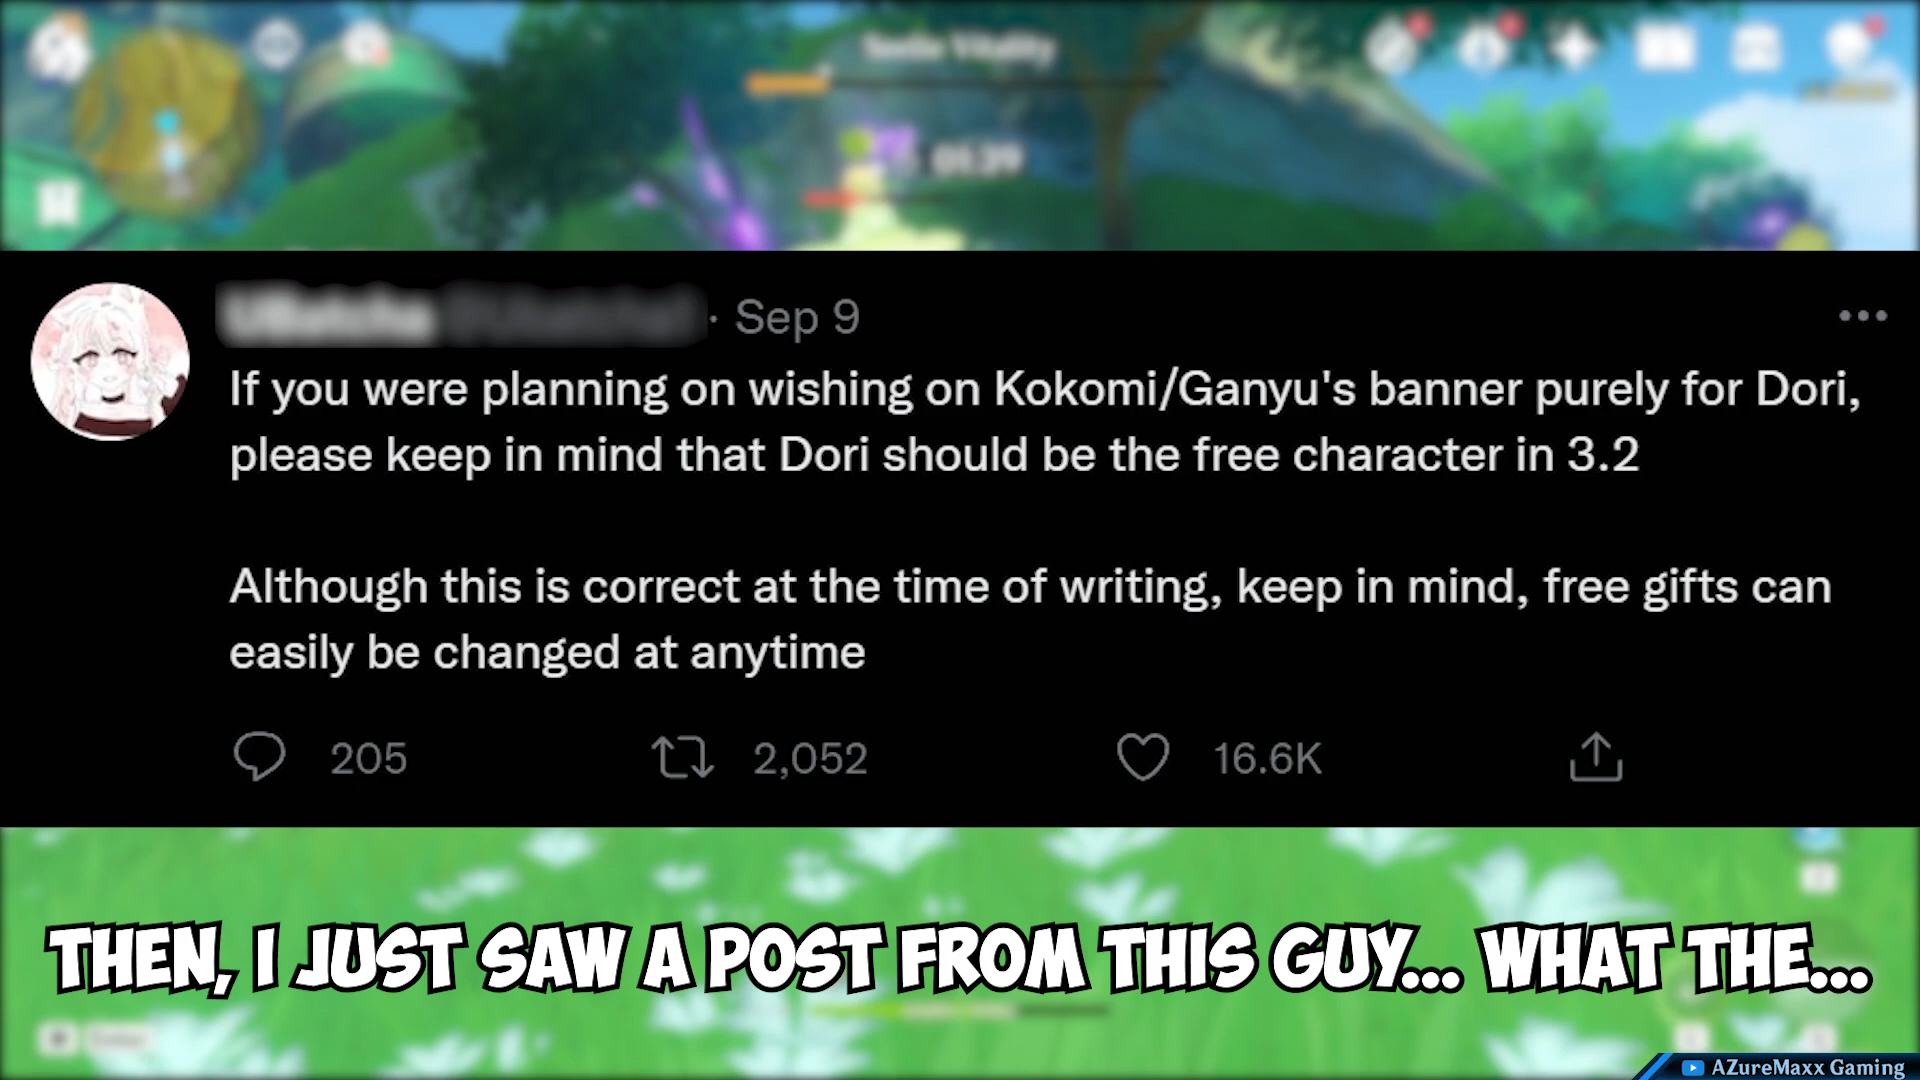 Vitality
01:39
· Sep 9
If you were planning on wishing on Kokomi/Ganyu's banner purely for Dori,
please keep in mind that Dori should be the free character in 3.2
Although this is correct at the time of writing, keep in mind, free gifts can
easily be changed at anytime
205 2,052 16.6K
THEN, I JUST SAW A POST FROM THIS GUY... WHAT THE...
AZureMaxx Gaming